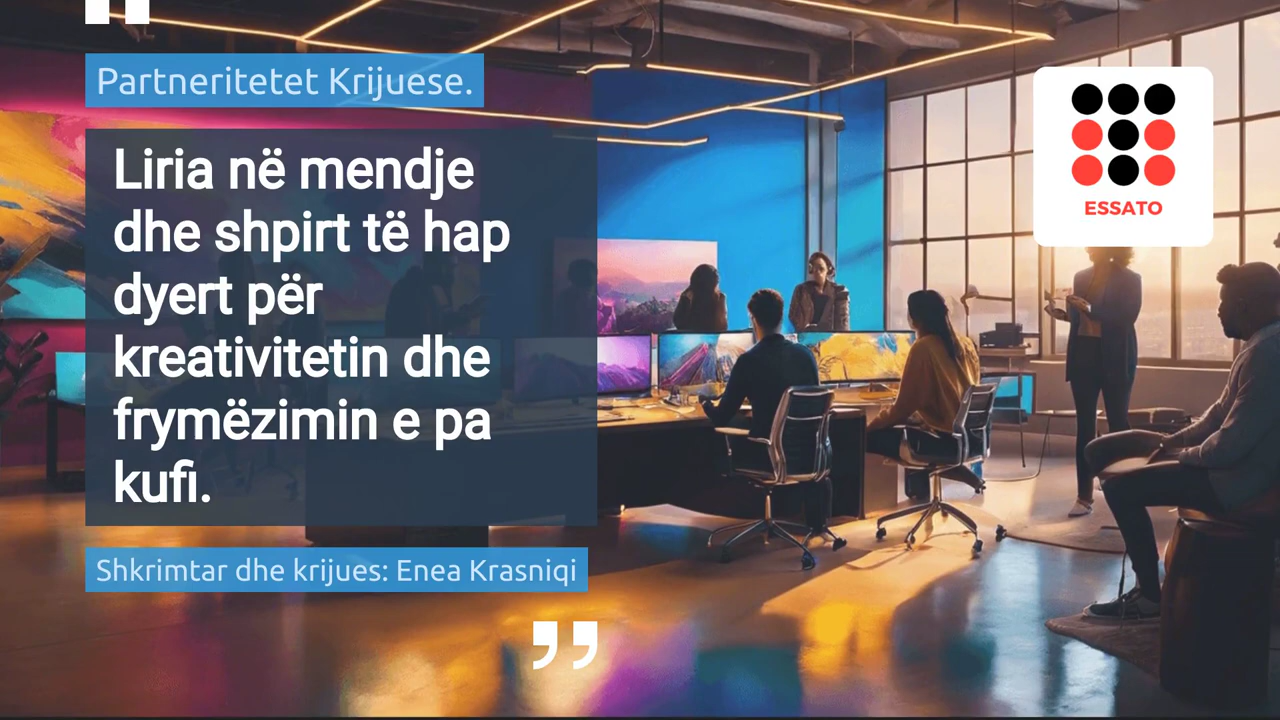 Partneritetet Krijuese.
ESSATO
Liria në mendje
dhe shpirt të hap
dyert për
kreativitetin dhe
frymëzimin e pa
kufi.
Shkrimtar dhe krijues: Enea Krasniqi
”